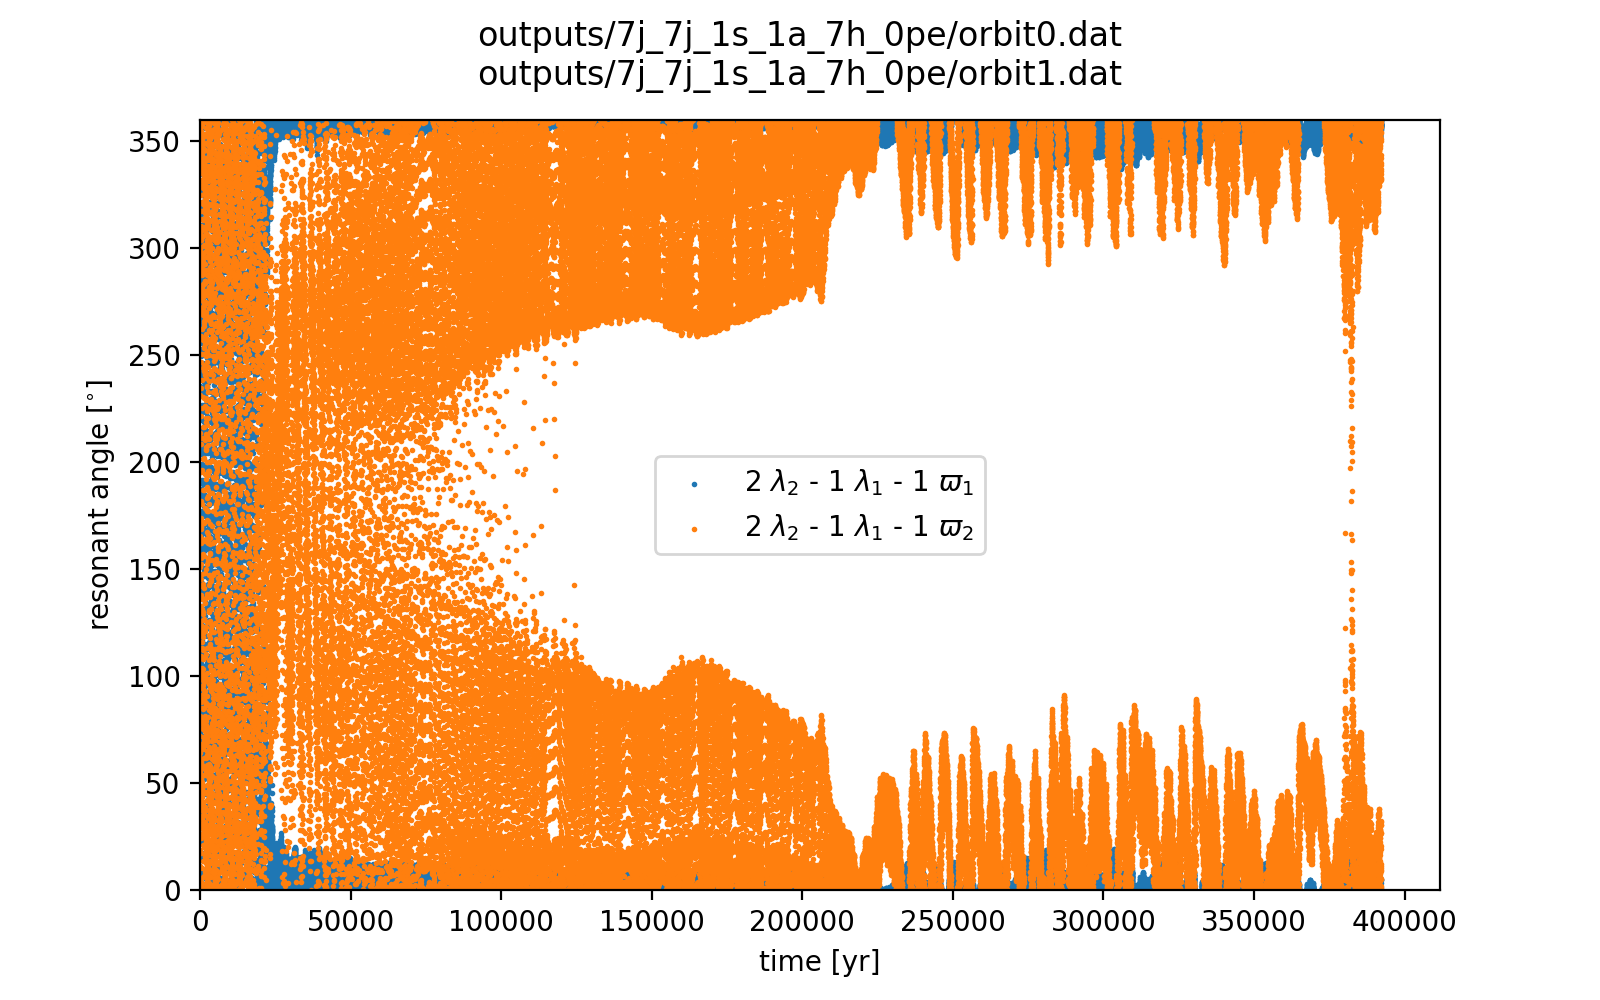 outputs/7j_7j_1s_1a_7h_0pe/orbit0.dat
outputs/7j_7j_1s_1a_7h_0pe/orbit1.dat
350
300
250
200
150
100
50
0
resonant angle [°]
2 λ₂ - 1 λ₁ - 1 ϖ₁
2 λ₂ - 1 λ₁ - 1 ϖ₂
0 50000 100000 150000 200000 250000 300000 350000 400000
time [yr]